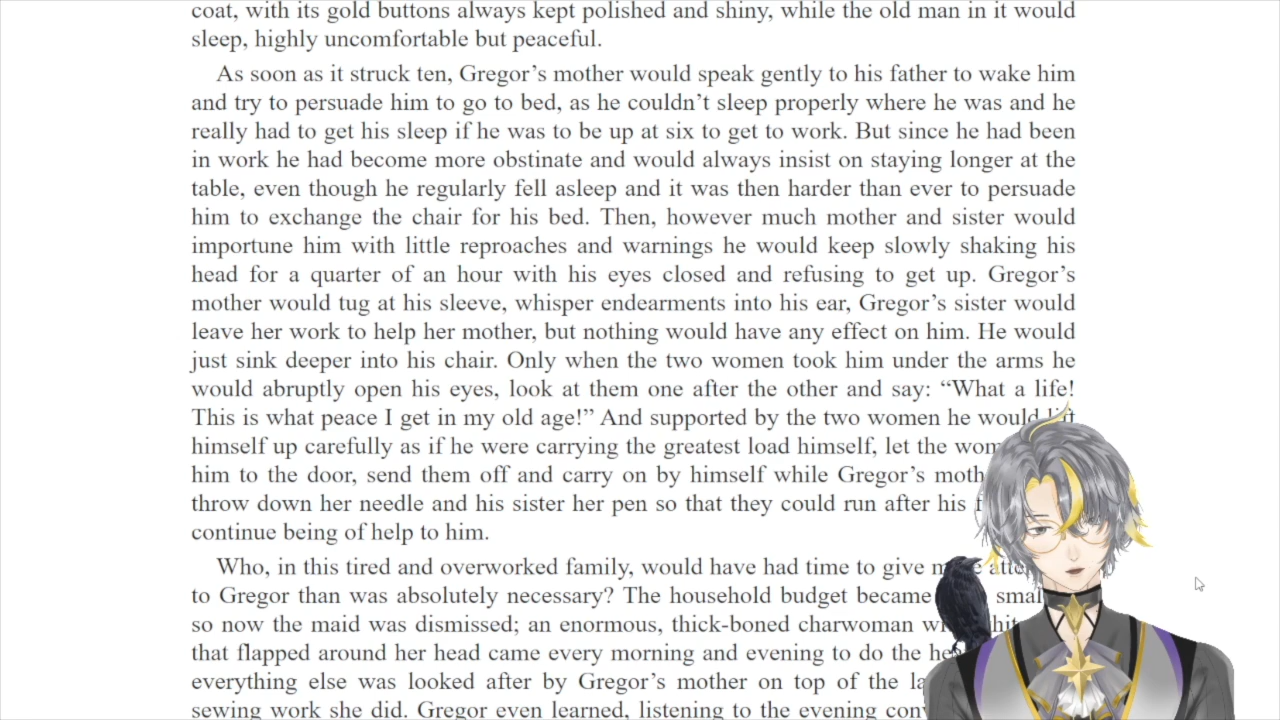 coat, with its gold buttons always kept polished and shiny, while the old man in it would
sleep, highly uncomfortable but peaceful.
As soon as it struck ten, Gregor’s mother would speak gently to his father to wake him
and try to persuade him to go to bed, as he couldn’t sleep properly where he was and he
really had to get his sleep if he was to be up at six to get to work. But since he had been
in work he had become more obstinate and would always insist on staying longer at the
table, even though he regularly fell asleep and it was then harder than ever to persuade
him to exchange the chair for his bed. Then, however much mother and sister would
importune him with little reproaches and warnings he would keep slowly shaking his
head for a quarter of an hour with his eyes closed and refusing to get up. Gregor’s
mother would tug at his sleeve, whisper endearments into his ear, Gregor’s sister would
leave her work to help her mother, but nothing would have any effect on him. He would
just sink deeper into his chair. Only when the two women took him under the arms he
would abruptly open his eyes, look at them one after the other and say: “What a life!
This is what peace I get in my old age!” And supported by the two women he would lift
himself up carefully as if he were carrying the greatest load himself, let the
him to the door, send them off and carry on by himself while Gregor’s
throw down her needle and his sister her pen so that they could run after his
continue being of help to him.
Who, in this tired and overworked family, would have had time to give
to Gregor than was absolutely necessary? The household budget became
so now the maid was dismissed; an enormous, thick-boned charwoman
that flapped around her head came every morning and evening to do the
everything else was looked after by Gregor’s mother on top of the
sewing work she did. Gregor even learned, listening to the evening